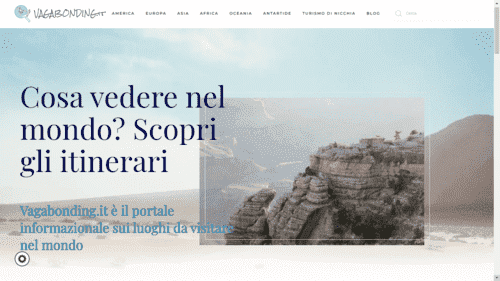 VAGABONDING.IT AMERICA EUROPA ASIA AFRICA OCEANIA ANTARTIDE TURISMO DI NICCHIA BLOG
Cosa vedere nel
mondo? Scopri
gli itinerari
Vagabonding.it è il portale
informazionale sui luoghi da visitare
nel mondo